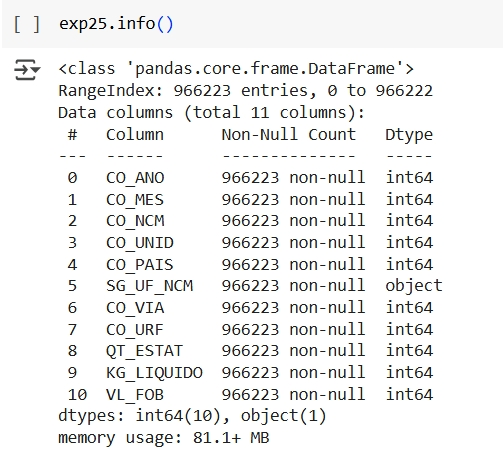 [ ] exp25.info()
<class 'pandas.core.frame.DataFrame'>
RangeIndex: 966223 entries, 0 to 966222
Data columns (total 11 columns):
 #   Column      Non-Null Count   Dtype
---  ------      --------------   -----
 0   CO_ANO      966223 non-null  int64
 1   CO_MES      966223 non-null  int64
 2   CO_NCM      966223 non-null  int64
 3   CO_UNID     966223 non-null  int64
 4   CO_PAIS     966223 non-null  int64
 5   SG_UF_NCM   966223 non-null  object
 6   CO_VIA      966223 non-null  int64
 7   CO_URF      966223 non-null  int64
 8   QT_ESTAT    966223 non-null  int64
 9   KG_LIQUIDO  966223 non-null  int64
 10  VL_FOB      966223 non-null  int64
dtypes: int64(10), object(1)
memory usage: 81.1+ MB